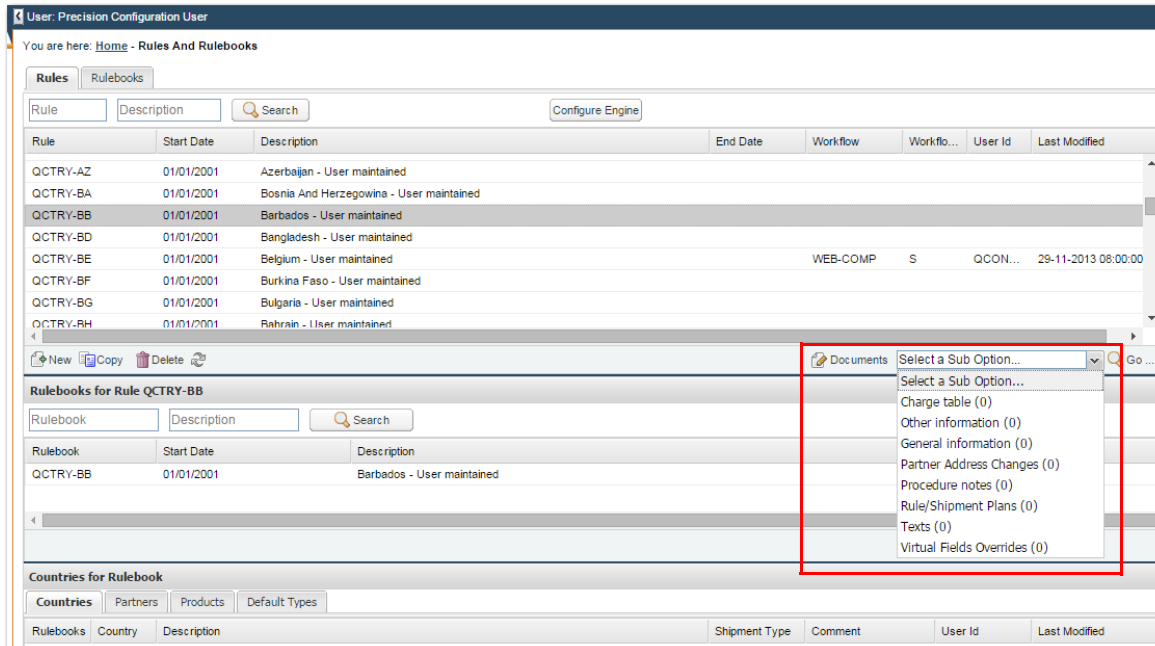 User: Precision Configuration User
You are here: Home - Rules And Rulebooks
Rules Rulebooks
Rule Description Search Configure Engine
Rule Start Date Description End Date Workflow Workflo... User Id Last Modified
QCTRY-AZ 01/01/2001 Azerbaijan - User maintained
QCTRY-BA 01/01/2001 Bosnia And Herzegowina - User maintained
QCTRY-BB 01/01/2001 Barbados - User maintained
QCTRY-BD 01/01/2001 Bangladesh - User maintained
QCTRY-BE 01/01/2001 Belgium - User maintained WEB-COMP S QCON... 29-11-2013 08:00:00
QCTRY-BF 01/01/2001 Burkina Faso - User maintained
QCTRY-BG 01/01/2001 Bulgaria - User maintained
QCTRY-BH 01/01/2001 Bahrain - User maintained
New Copy Delete Documents Select a Sub Option... Go ...
Select a Sub Option...
Charge table (0)
Other information (0)
General information (0)
Partner Address Changes (0)
Procedure notes (0)
Rule/Shipment Plans (0)
Texts (0)
Virtual Fields Overrides (0)
Rulebooks for Rule QCTRY-BB
Rulebook Description Search
Rulebook Start Date Description
QCTRY-BB 01/01/2001 Barbados - User maintained
Countries for Rulebook
Countries Partners Products Default Types
Rulebooks Country Description Shipment Type Comment User Id Last Modified